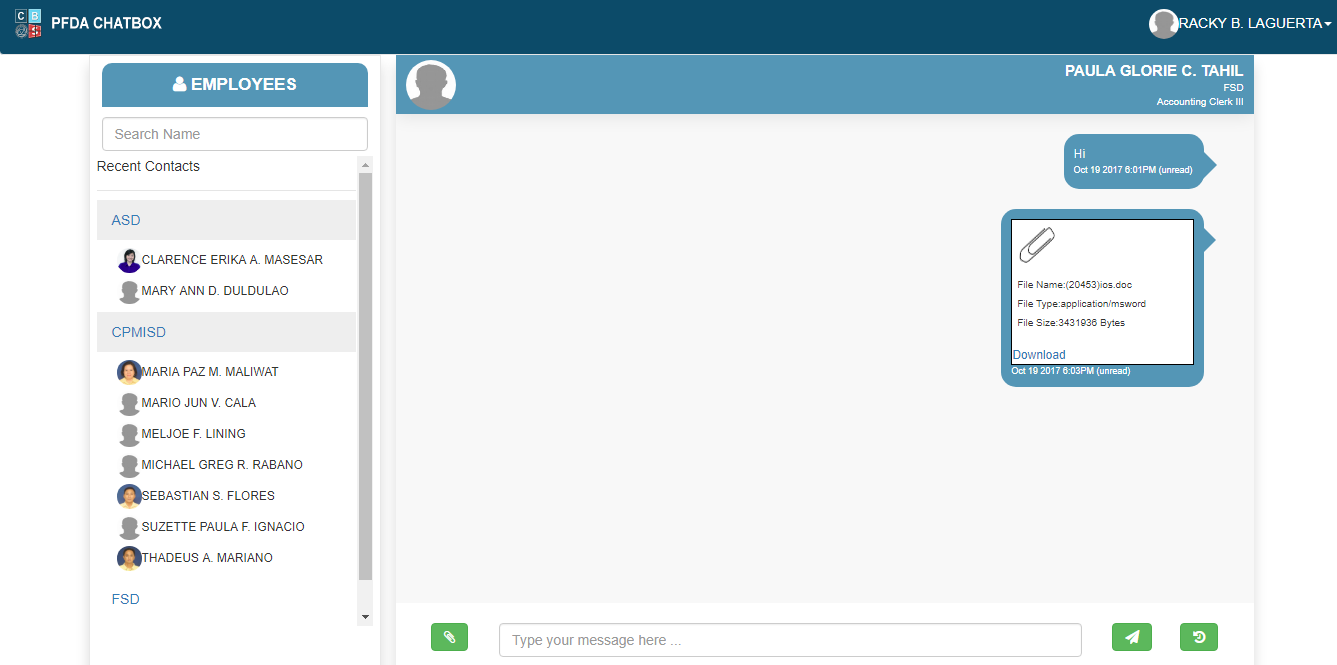 C B
PFDA CHATBOX
RACKY B. LAGUERTA
EMPLOYEES
Search Name
Recent Contacts
ASD
CLARENCE ERIKA A. MASESAR
MARY ANN D. DULDULAO
CPMISD
MARIA PAZ M. MALIWAT
MARIO JUN V. CALA
MELJOE F. LINING
MICHAEL GREG R. RABANO
SEBASTIAN S. FLORES
SUZETTE PAULA F. IGNACIO
THADEUS A. MARIANO
FSD
PAULA GLORIE C. TAHIL
FSD
Accounting Clerk III
Hi
Oct 19 2017 6:01PM (unread)
File Name:(20453)ios.doc
File Type:application/msword
File Size:3431936 Bytes
Download
Oct 19 2017 6:03PM (unread)
Type your message here ...